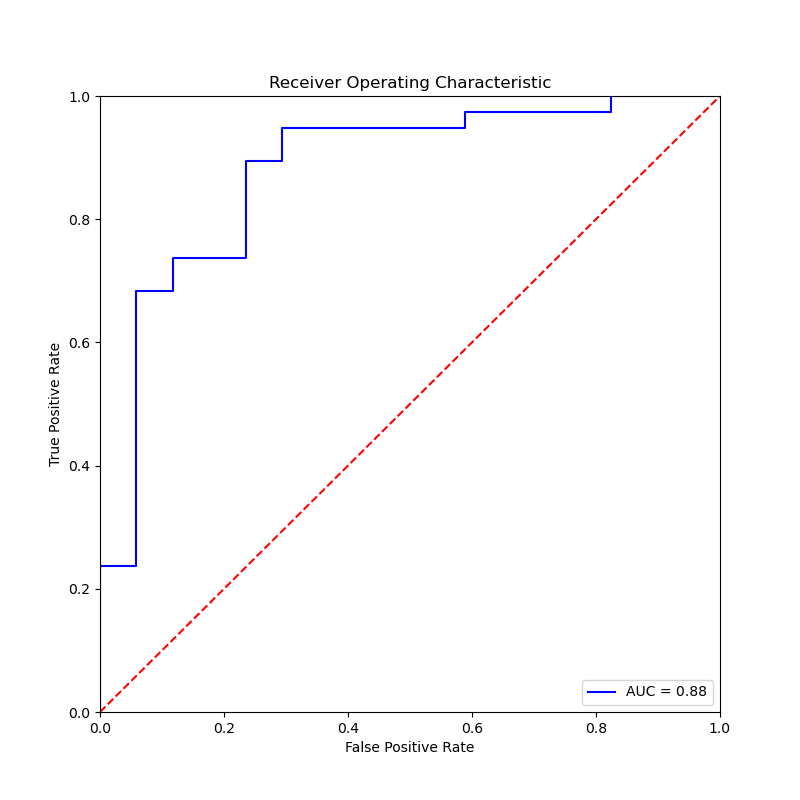 Receiver Operating Characteristic
True Positive Rate
1.0
0.8
0.6
0.4
0.2
0.0
AUC = 0.88
0.0 0.2 0.4 0.6 0.8 1.0
False Positive Rate